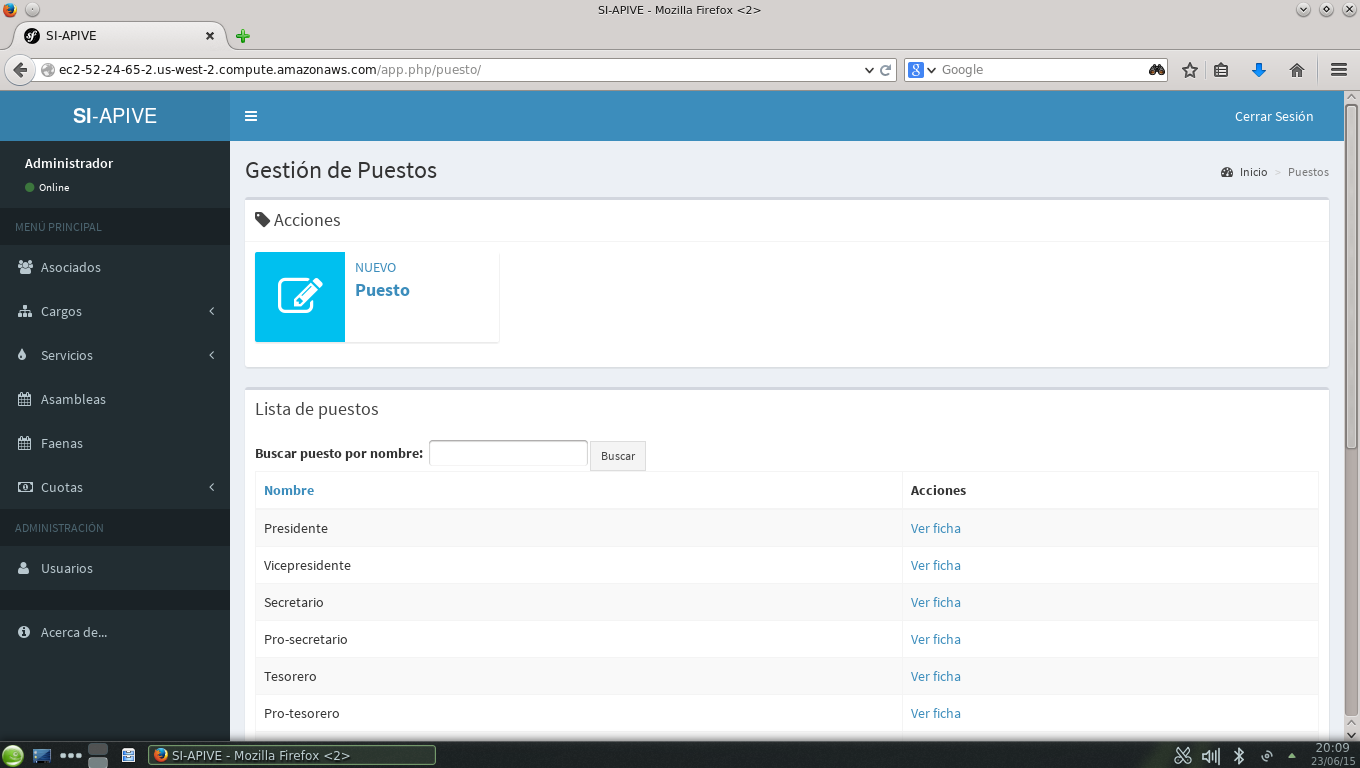 SI-APIVE - Mozilla Firefox <2>
SI-APIVE
ec2-52-24-65-2.us-west-2.compute.amazonaws.com/app.php/puesto/
Google
SI-APIVE
Cerrar Sesión
Administrador
Online
MENÚ PRINCIPAL
Asociados
Cargos
Servicios
Asambleas
Faenas
Cuotas
ADMINISTRACIÓN
Usuarios
Acerca de...
Gestión de Puestos
Inicio > Puestos
Acciones
NUEVO
Puesto
Lista de puestos
Buscar puesto por nombre: Buscar
Nombre Acciones
Presidente Ver ficha
Vicepresidente Ver ficha
Secretario Ver ficha
Pro-secretario Ver ficha
Tesorero Ver ficha
Pro-tesorero Ver ficha
SI-APIVE - Mozilla Firefox <2>
20:09
23/06/15